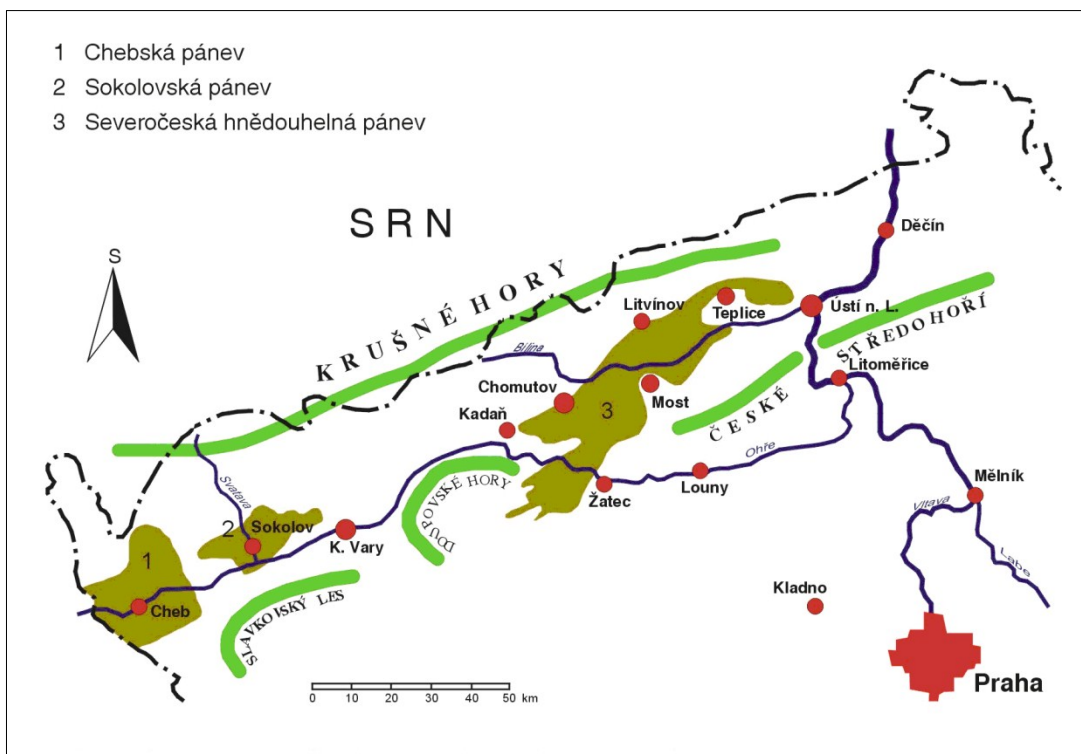 1 Chebská pánev
2 Sokolovská pánev
3 Severočeská hnědouhelná pánev
SRN
S
KRUŠNÉ HORY
Děčín
Litvínov
Teplice
Ústí n. L.
STŘEDOHOŘÍ
Bílina
Litoměřice
Chomutov
Most
3
ČESKÉ
Kadaň
Ohře
Svatava
DOUPOVSKÉ HORY
Žatec
Louny
Mělník
Vltava
2
Sokolov
K. Vary
Labe
1
Cheb
SLAVKOVSKÝ LES
Kladno
0 10 20 30 40 50 km
Praha